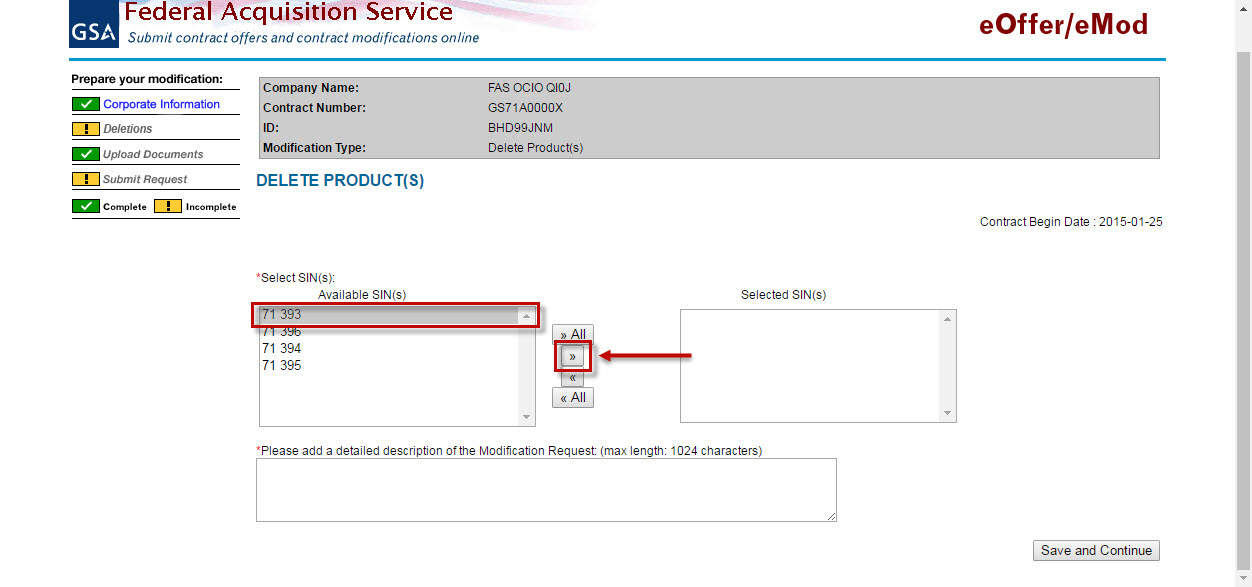 GSA
Federal Acquisition Service
Submit contract offers and contract modifications online
eOffer/eMod
Prepare your modification:
Corporate Information
! Deletions
Upload Documents
! Submit Request
Complete ! Incomplete
Company Name: FAS OCIO QI0J
Contract Number: GS71A0000X
ID: BHD99JNM
Modification Type: Delete Product(s)
DELETE PRODUCT(S)
Contract Begin Date : 2015-01-25
*Select SIN(s):
Available SIN(s)
71 393
71 396
71 394
71 395
» All
»
«
« All
Selected SIN(s)
*Please add a detailed description of the Modification Request: (max length: 1024 characters)
Save and Continue